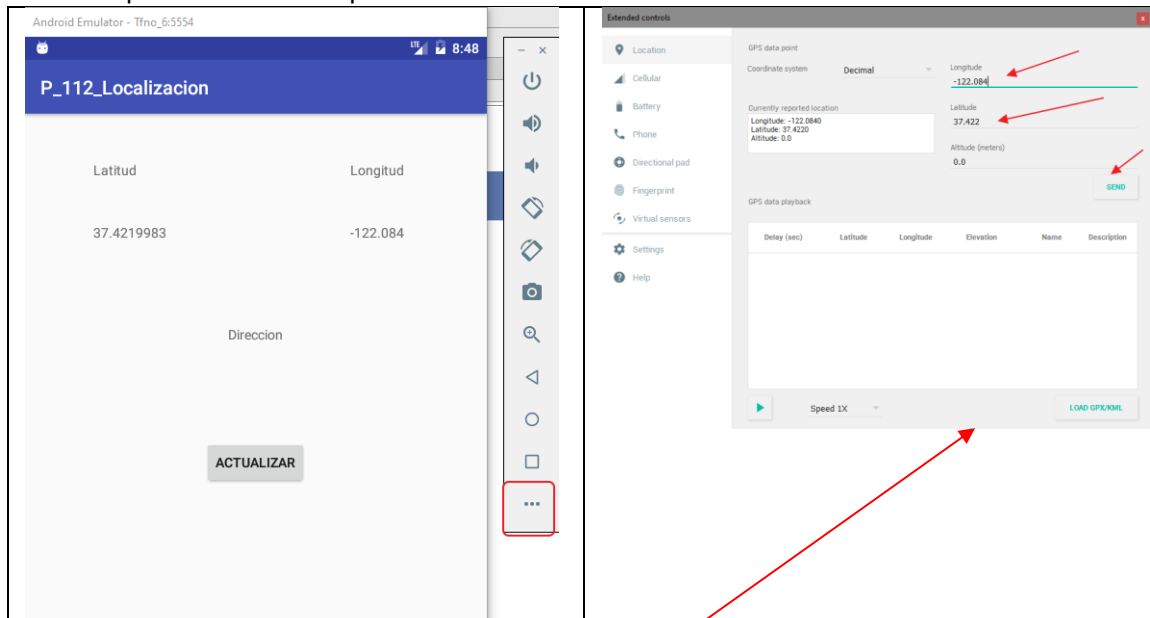 Android Emulator - Tfno_6:5554
LTE 8:48
P_112_Localizacion
Latitud Longitud
37.4219983 -122.084
Direccion
ACTUALIZAR
Extended controls
Location
Cellular
Battery
Phone
Directional pad
Fingerprint
Virtual sensors
Settings
Help
GPS data point
Coordinate system Decimal
Longitude
-122.084
Currently reported location
Longitude: -122.0840
Latitude: 37.4220
Altitude: 0.0
Latitude
37.422
Altitude (meters)
0.0
SEND
GPS data playback
Delay (sec) Latitude Longitude Elevation Name Description
Speed 1X
LOAD GPX/KML